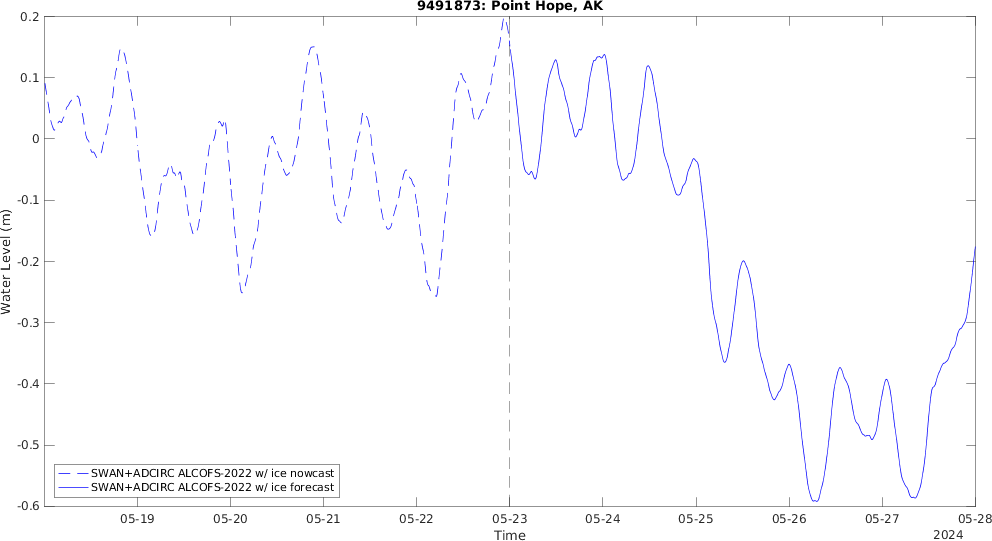 9491873: Point Hope, AK
0.2
0.1
0
-0.1
-0.2
-0.3
-0.4
-0.5
-0.6
Water Level (m)
SWAN+ADCIRC ALCOFS-2022 w/ ice nowcast
SWAN+ADCIRC ALCOFS-2022 w/ ice forecast
05-19 05-20 05-21 05-22 05-23 05-24 05-25 05-26 05-27 05-28
Time
2024